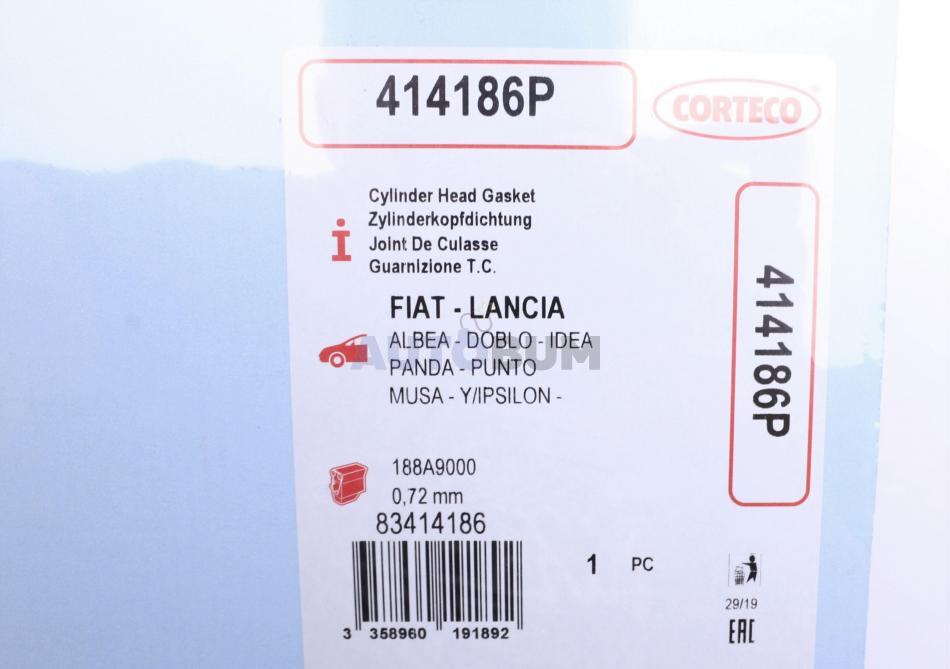 414186P
CORTECO
Cylinder Head Gasket
Zylinderkopfdichtung
Joint De Culasse
Guarnizione T.C.
FIAT - LANCIA
ALBEA - DOBLO - IDEA
AUTOBUM
PANDA - PUNTO
MUSA - Y/IPSILON -
414186P
188A9000
0,72 mm
83414186
1 PC
3 358960 191892
29/19
EAC